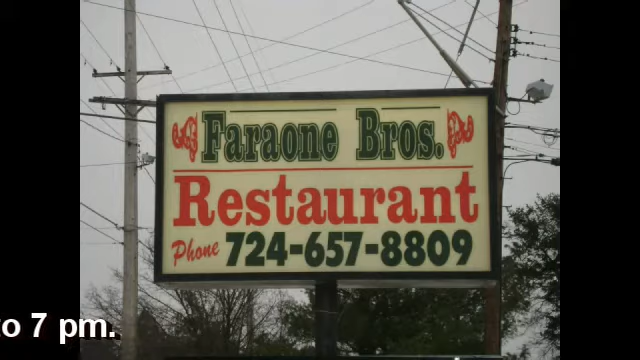 Faraone Bros.
Restaurant
Phone 724-657-8809
o 7 pm.